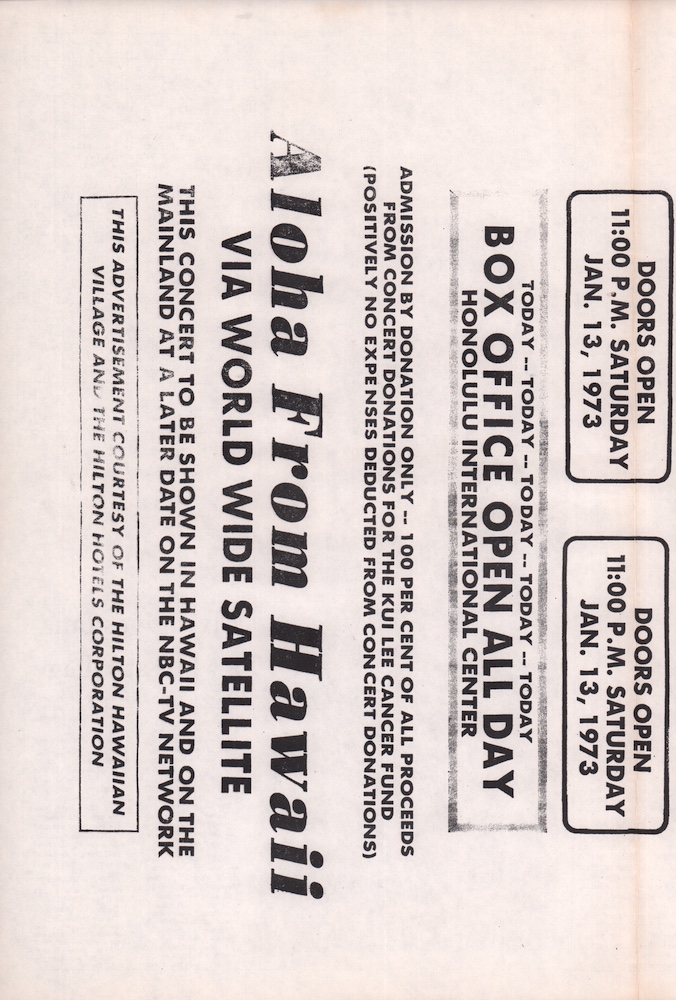 DOORS OPEN
11:00 P.M. SATURDAY
JAN. 13, 1973
DOORS OPEN
11:00 P.M. SATURDAY
JAN. 13, 1973
TODAY -- TODAY -- TODAY -- TODAY -- TODAY
BOX OFFICE OPEN ALL DAY
HONOLULU INTERNATIONAL CENTER
ADMISSION BY DONATION ONLY -- 100 PER CENT OF ALL PROCEEDS
FROM CONCERT DONATIONS FOR THE KUI LEE CANCER FUND
(POSITIVELY NO EXPENSES DEDUCTED FROM CONCERT DONATIONS)
Aloha From Hawaii
VIA WORLD WIDE SATELLITE
THIS CONCERT TO BE SHOWN IN HAWAII AND ON THE
MAINLAND AT A LATER DATE ON THE NBC-TV NETWORK
THIS ADVERTISEMENT COURTESY OF THE HILTON HAWAIIAN
VILLAGE AND THE HILTON HOTELS CORPORATION